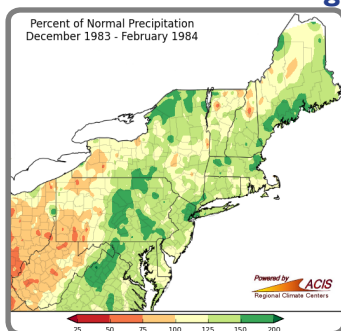 Percent of Normal Precipitation
December 1983 - February 1984
Powered by
ACIS
Regional Climate Centers
25 50 75 100 125 150 200